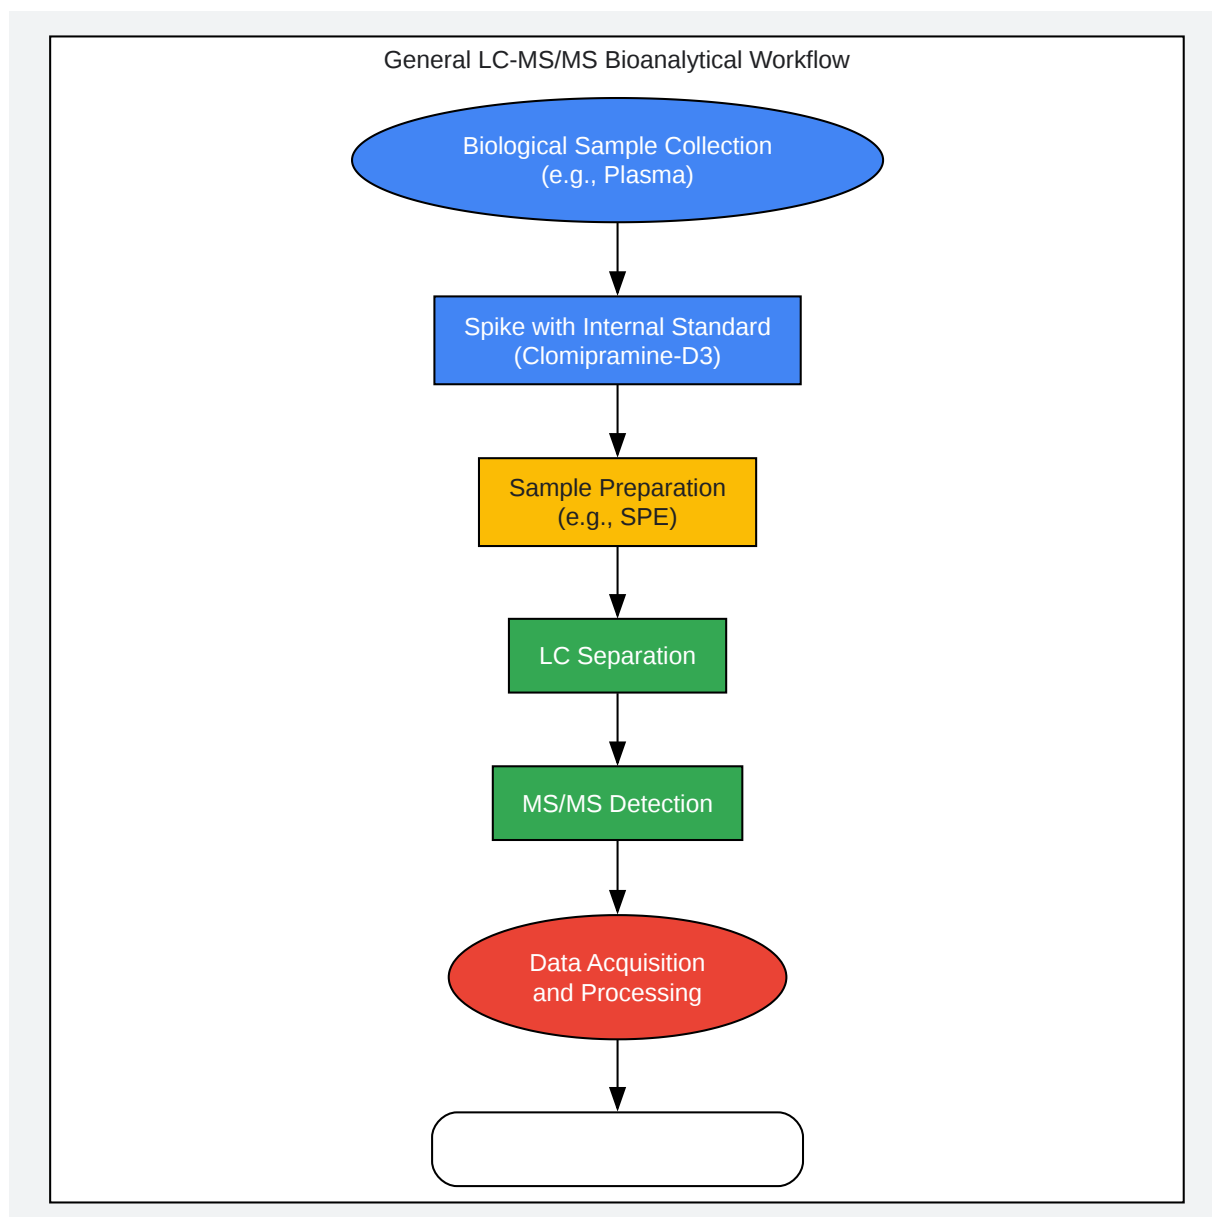 General LC-MS/MS Bioanalytical Workflow
Biological Sample Collection
(e.g., Plasma)
Spike with Internal Standard
(Clomipramine-D3)
Sample Preparation
(e.g., SPE)
LC Separation
MS/MS Detection
Data Acquisition
and Processing